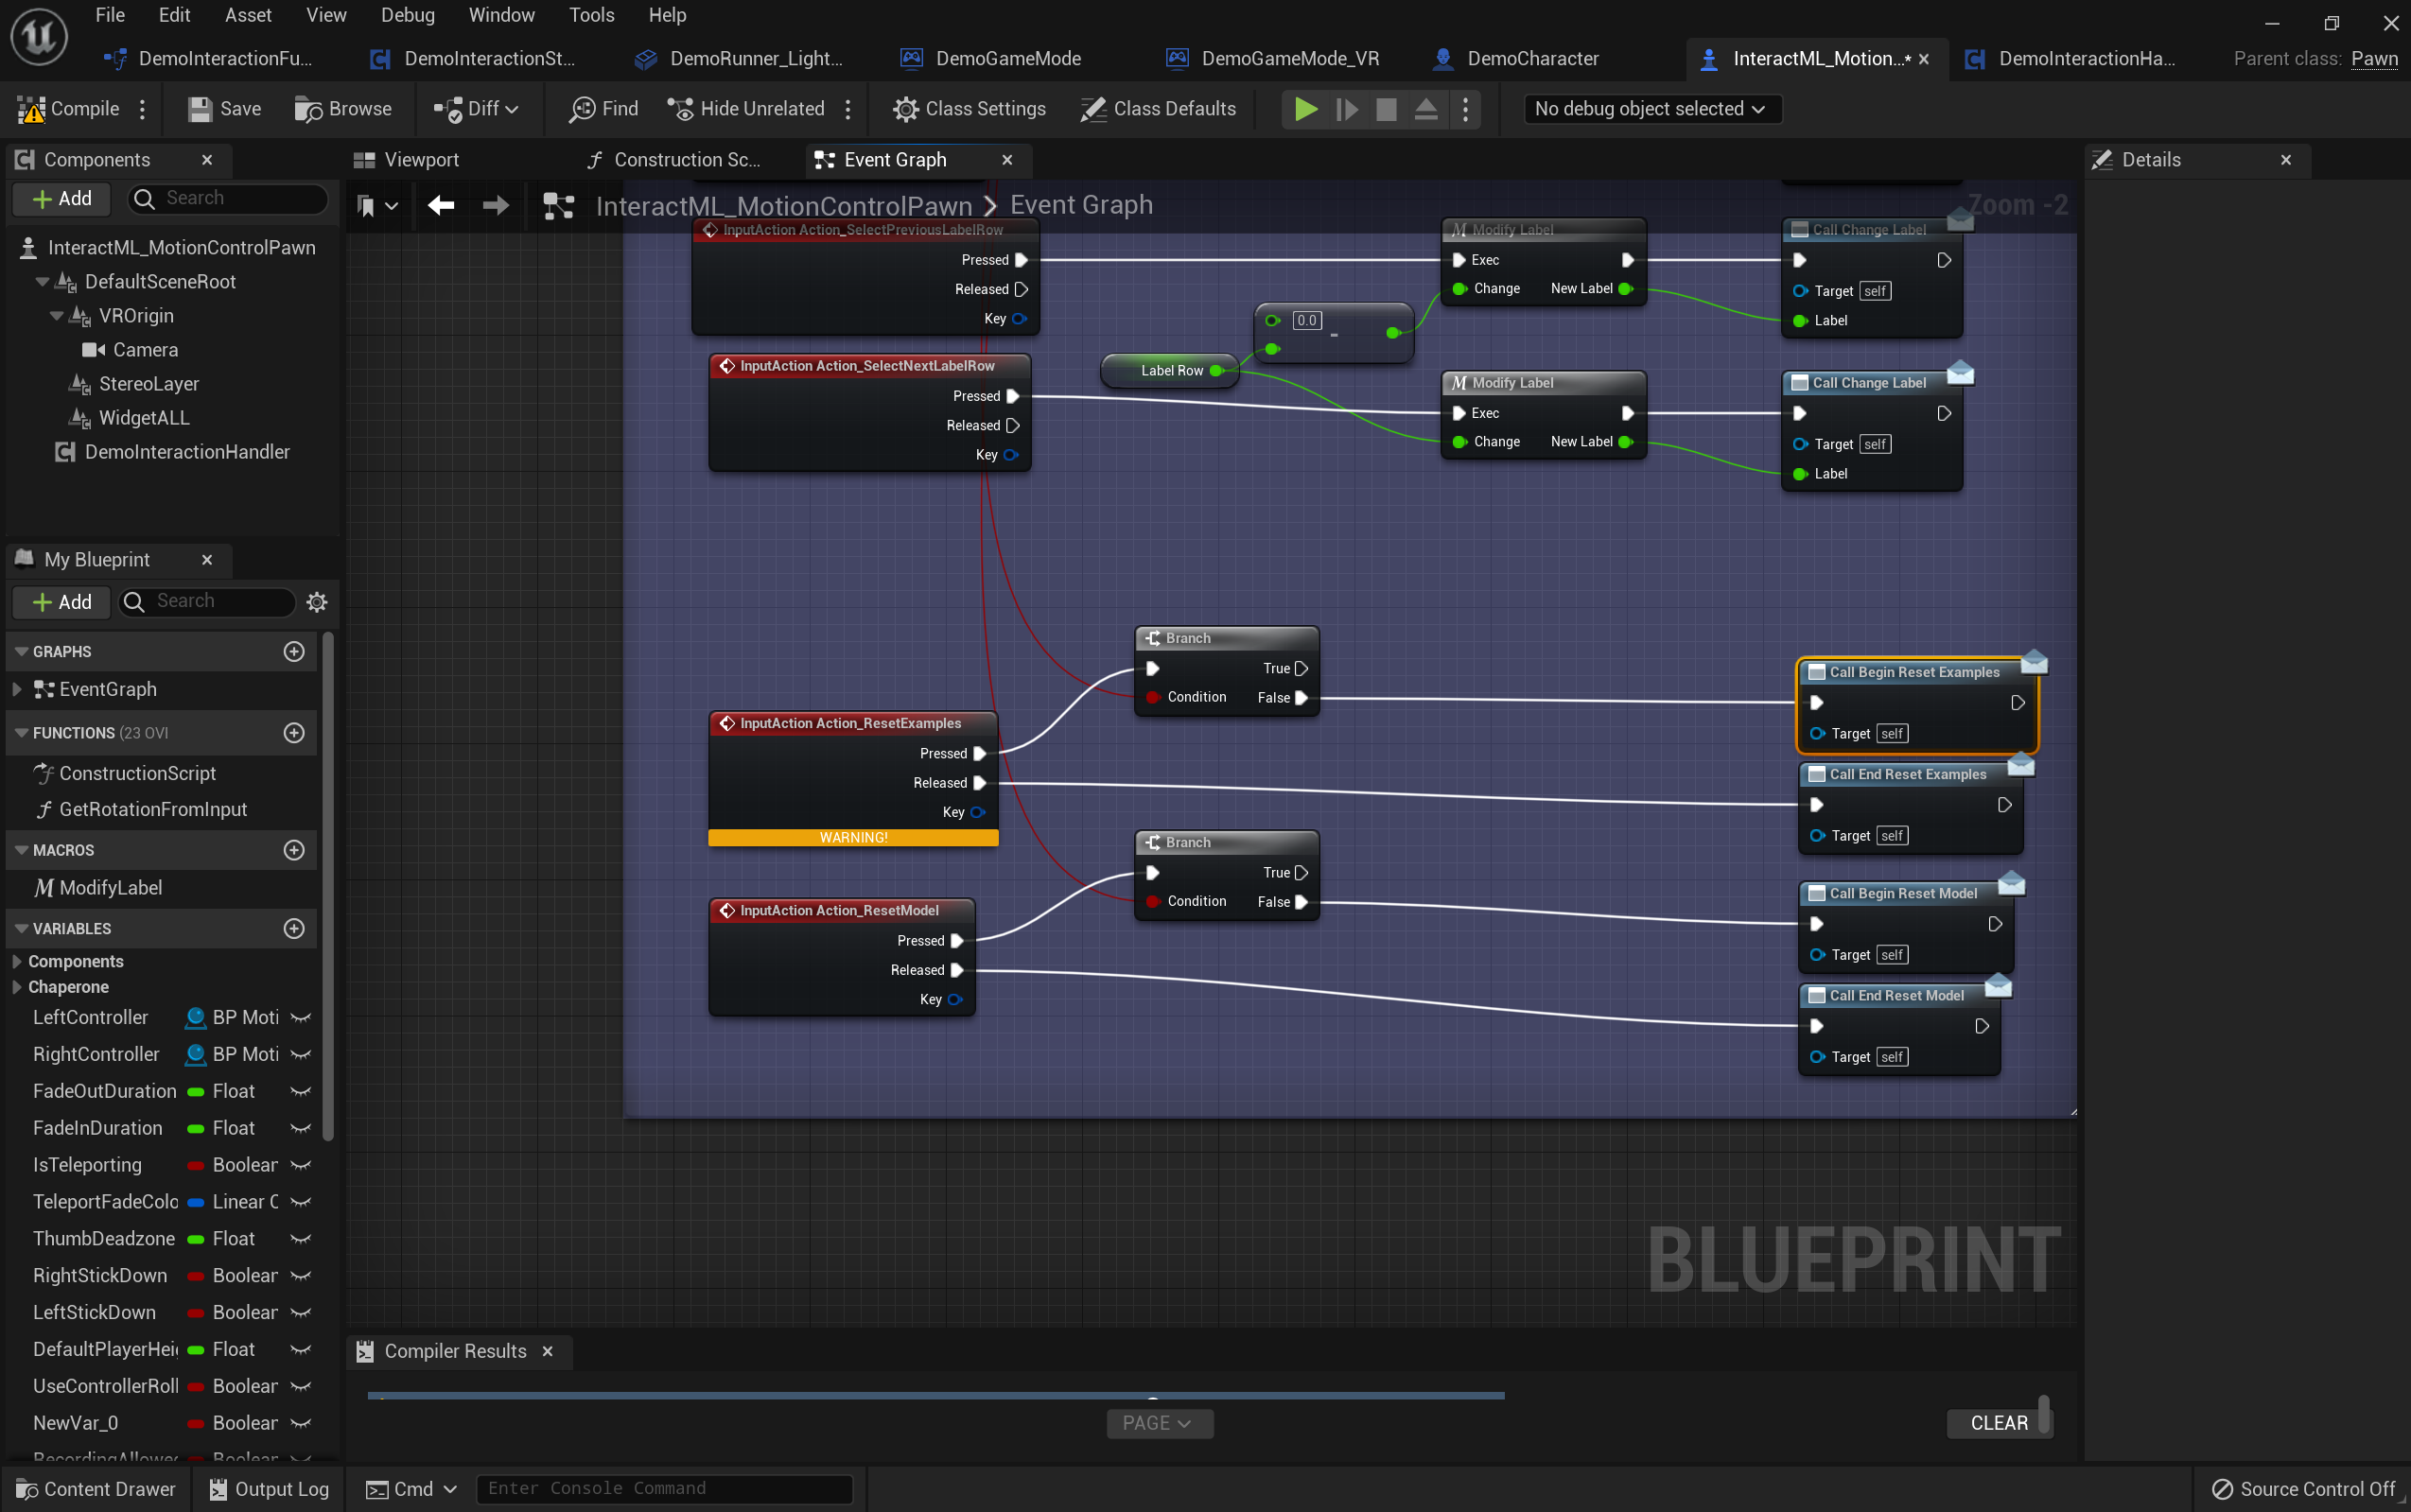 File Edit Asset View Debug Window Tools Help
DemoInteractionFu... DemoInteractionSt... DemoRunner_Light... DemoGameMode DemoGameMode_VR DemoCharacter InteractML_Motion...* DemoInteractionHa... Parent class: Pawn
Compile Save Browse Diff Find Hide Unrelated Class Settings Class Defaults No debug object selected
Components
Add Search
InteractML_MotionControlPawn
DefaultSceneRoot
VROrigin
Camera
StereoLayer
WidgetALL
DemoInteractionHandler
My Blueprint
Add Search
GRAPHS
EventGraph
FUNCTIONS (23 OVI
ConstructionScript
GetRotationFromInput
MACROS
ModifyLabel
VARIABLES
Components
Chaperone
LeftController BP Moti
RightController BP Moti
FadeOutDuration Float
FadeInDuration Float
IsTeleporting Boolear
TeleportFadeColo Linear C
ThumbDeadzone Float
RightStickDown Boolear
LeftStickDown Boolear
DefaultPlayerHei Float
UseControllerRoll Boolear
NewVar_0 Boolear
RecordingAllowe Boolear
Viewport Construction Sc... Event Graph
InteractML_MotionControlPawn > Event Graph
Zoom -2
InputAction Action_SelectPreviousLabelRow
Pressed
Released
Key
Modify Label
Exec
Change New Label
Call Change Label
Target self
Label
0.0
-
Label Row
InputAction Action_SelectNextLabelRow
Pressed
Released
Key
Modify Label
Exec
Change New Label
Call Change Label
Target self
Label
Branch
True
Condition False
InputAction Action_ResetExamples
Pressed
Released
Key
WARNING!
Call Begin Reset Examples
Target self
Call End Reset Examples
Target self
Branch
True
Condition False
InputAction Action_ResetModel
Pressed
Released
Key
Call Begin Reset Model
Target self
Call End Reset Model
Target self
BLUEPRINT
Compiler Results
PAGE
CLEAR
Details
Content Drawer Output Log Cmd Enter Console Command Source Control Off